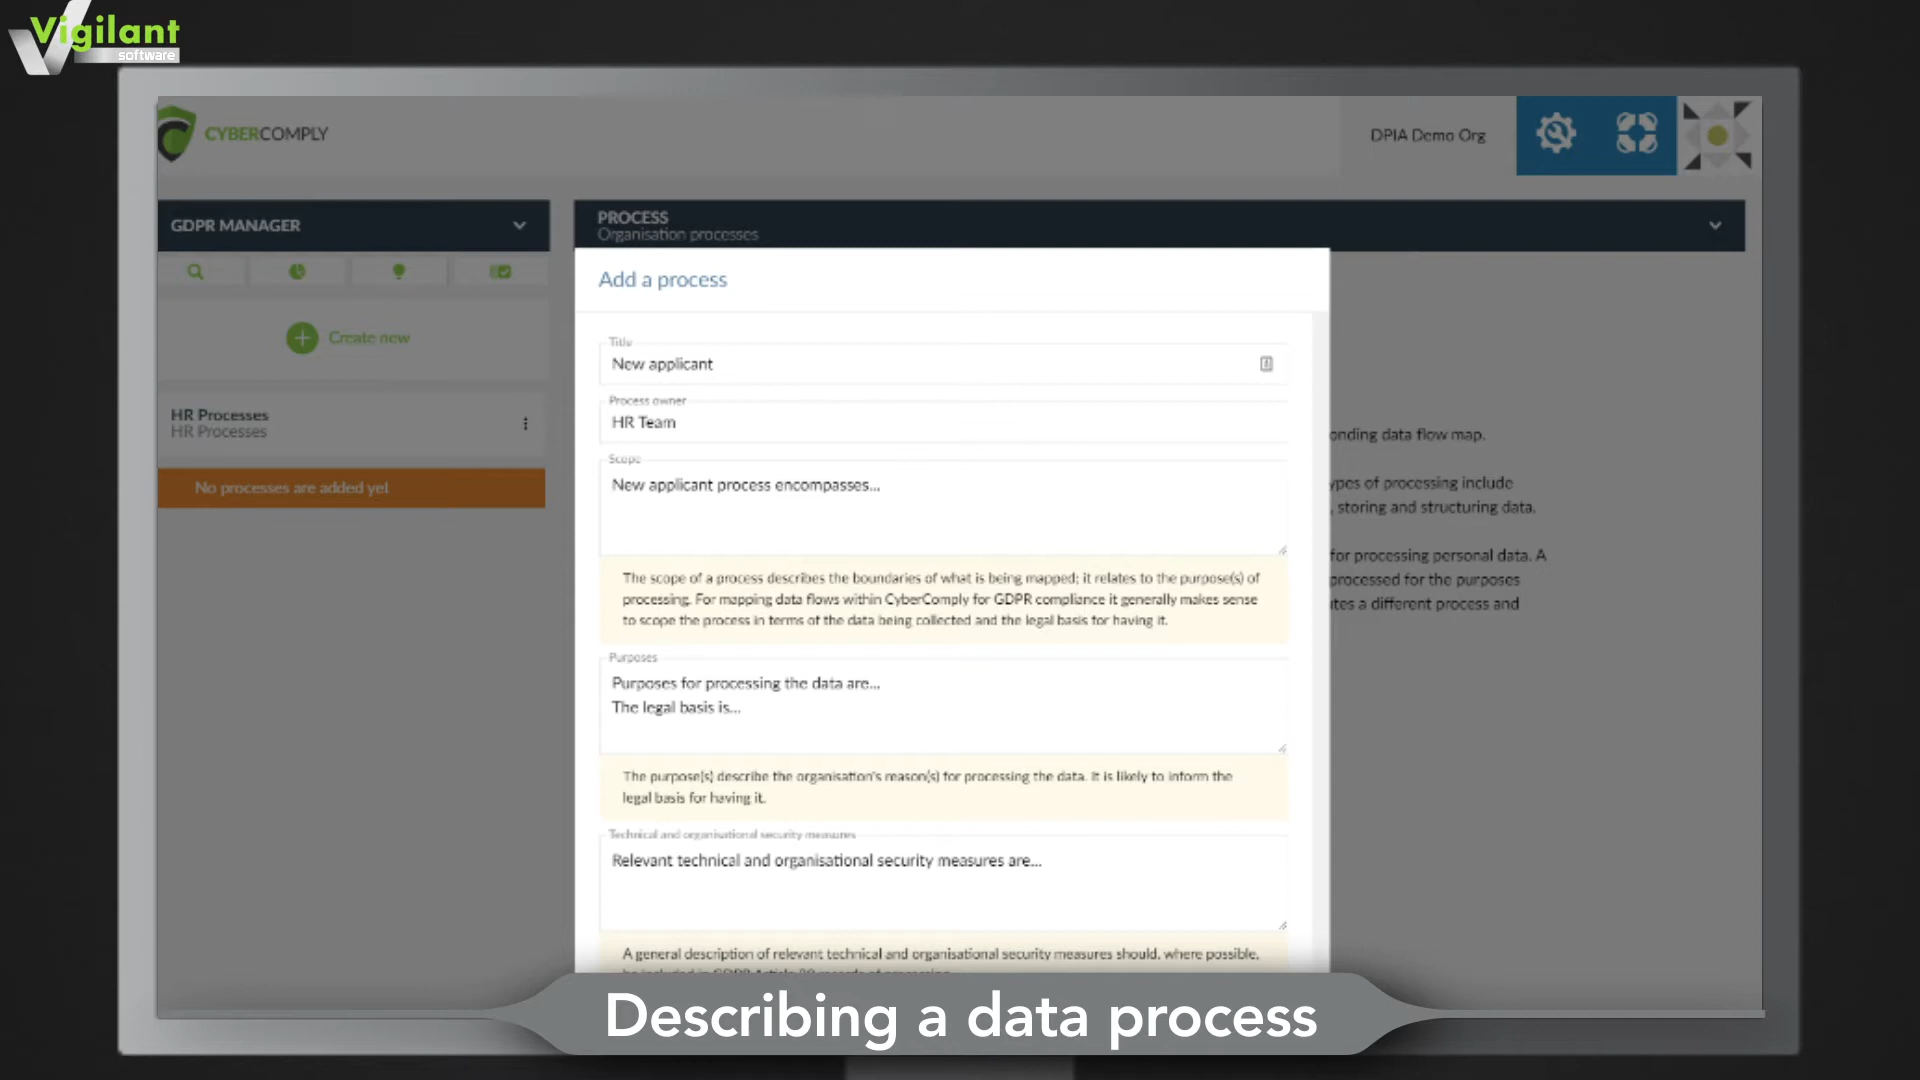 Vigilant
software
CYBERCOMPLY
DPIA Demo Org
GDPR MANAGER
PROCESS
Organisation processes
Create new
HR Processes
HR Processes
No processes are added yet
Add a process
Title
New applicant
Process owner
HR Team
Scope
New applicant process encompasses...
The scope of a process describes the boundaries of what is being mapped; it relates to the purpose(s) of
processing. For mapping data flows within CyberComply for GDPR compliance it generally makes sense
to scope the process in terms of the data being collected and the legal basis for having it.
Purposes
Purposes for processing the data are...
The legal basis is...
The purpose(s) describe the organisation's reason(s) for processing the data. It is likely to inform the
legal basis for having it.
Technical and organisational security measures
Relevant technical and organisational security measures are...
A general description of relevant technical and organisational security measures should, where possible,
onding data flow map.
ypes of processing include
, storing and structuring data.
for processing personal data. A
processed for the purposes
tes a different process and
Describing a data process